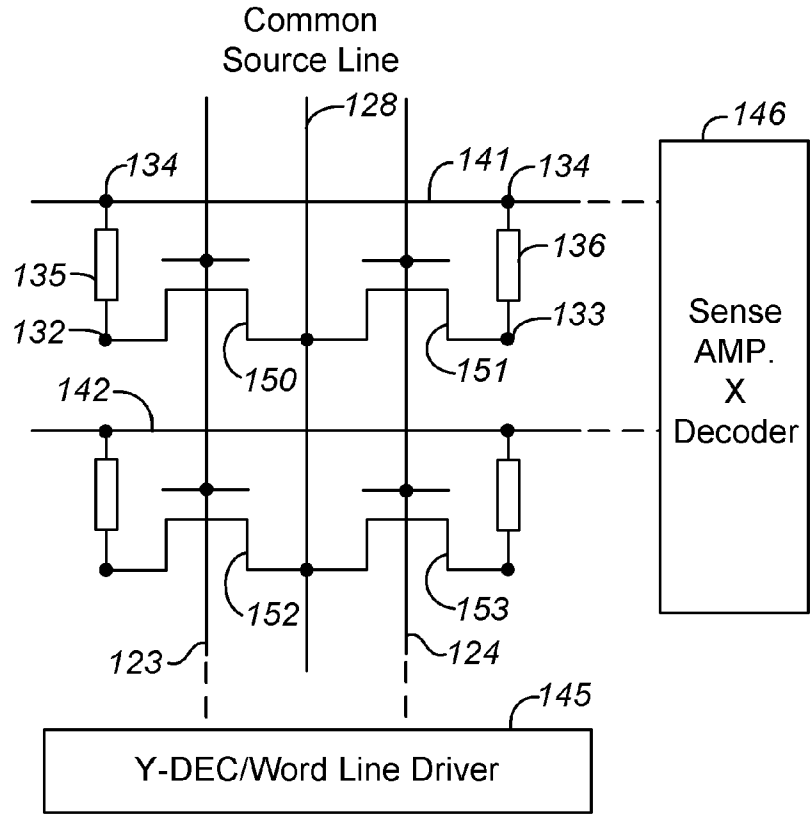 Common
Source Line
128
146
134
141
134
135
136
132
150
151
133
142
Sense
AMP.
X
Decoder
152
153
123
124
145
Y-DEC/Word Line Driver